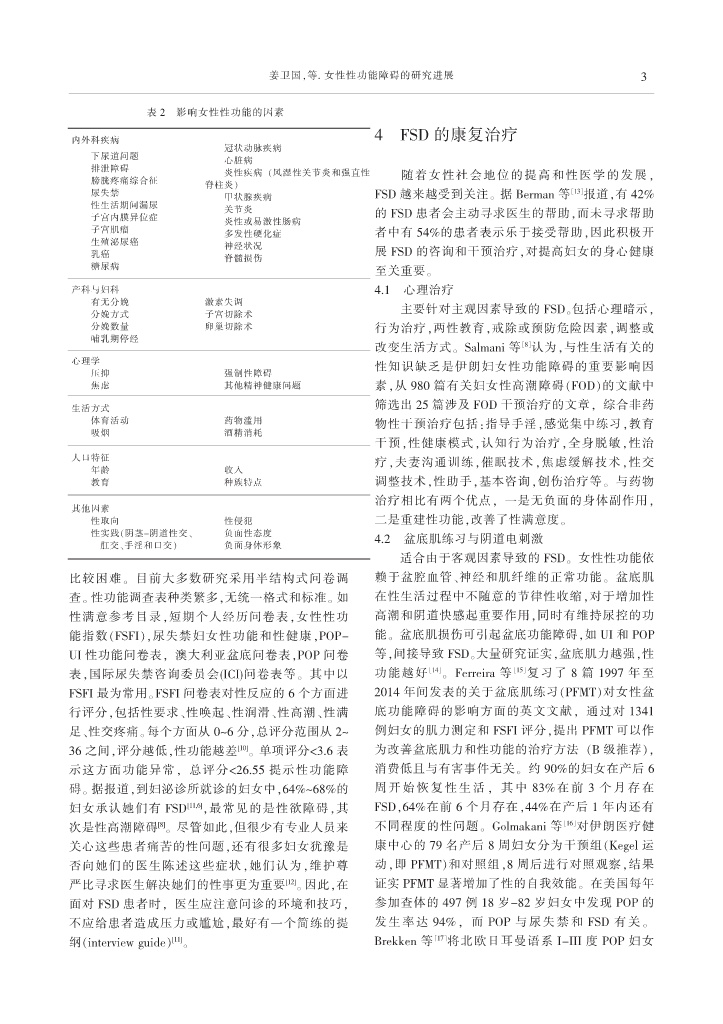 姜卫国,等. 女性性功能障碍的研究进展
3
表 2 影响女性性功能的因素
内外科疾病
下尿道问题
排泄障碍
膀胱疼痛综合征
尿失禁
性生活期间漏尿
子宫内膜异位症
子宫肌瘤
生殖泌尿癌
乳癌
糖尿病
冠状动脉疾病
心脏病
炎性疾病 (风湿性关节炎和强直性
脊柱炎)
甲状腺疾病
关节炎
炎性或易激性肠病
多发性硬化症
神经状况
脊髓损伤
产科与妇科
有无分娩 激素失调
分娩方式 子宫切除术
分娩数量 卵巢切除术
哺乳期停经
心理学
压抑 强制性障碍
焦虑 其他精神健康问题
生活方式
体育活动 药物滥用
吸烟 酒精消耗
人口特征
年龄 收入
教育 种族特点
其他因素
性取向 性侵犯
性实践(阴茎-阴道性交、 负面性态度
肛交、手淫和口交) 负面身体形象
比较困难。目前大多数研究采用半结构式问卷调
查。性功能调查表种类繁多,无统一格式和标准。如
性满意参考目录,短期个人经历问卷表,女性性功
能指数(FSFI),尿失禁妇女性功能和性健康,POP-
UI 性功能问卷表, 澳大利亚盆底问卷表,POP 问卷
表,国际尿失禁咨询委员会(ICI)问卷表等。其中以
FSFI 最为常用。FSFI 问卷表对性反应的 6 个方面进
行评分,包括性要求、性唤起、性润滑、性高潮、性满
足、性交疼痛。每个方面从 0~6 分,总评分范围从 2~
36 之间,评分越低,性功能越差[10]。单项评分<3.6 表
示这方面功能异常, 总评分<26.55 提示性功能障
碍。据报道,到妇泌诊所就诊的妇女中,64%~68%的
妇女承认她们有 FSD[11,6],最常见的是性欲障碍,其
次是性高潮障碍[8]。尽管如此,但很少有专业人员来
关心这些患者痛苦的性问题,还有很多妇女犹豫是
否向她们的医生陈述这些症状,她们认为,维护尊
严比寻求医生解决她们的性事更为重要[12]。因此,在
面对 FSD 患者时, 医生应注意问诊的环境和技巧,
不应给患者造成压力或尴尬,最好有一个简练的提
纲(interview guide)[11]。
4 FSD 的康复治疗
随着女性社会地位的提高和性医学的发展,
FSD 越来越受到关注。据 Berman 等[13]报道,有 42%
的 FSD 患者会主动寻求医生的帮助,而未寻求帮助
者中有 54%的患者表示乐于接受帮助,因此积极开
展 FSD 的咨询和干预治疗,对提高妇女的身心健康
至关重要。
4.1 心理治疗
主要针对主观因素导致的 FSD。包括心理暗示,
行为治疗,两性教育,戒除或预防危险因素,调整或
改变生活方式。Salmani 等[8]认为,与性生活有关的
性知识缺乏是伊朗妇女性功能障碍的重要影响因
素,从 980 篇有关妇女性高潮障碍(FOD)的文献中
筛选出 25 篇涉及 FOD 干预治疗的文章, 综合非药
物性干预治疗包括:指导手淫,感觉集中练习,教育
干预,性健康模式,认知行为治疗,全身脱敏,性治
疗,夫妻沟通训练,催眠技术,焦虑缓解技术,性交
调整技术,性助手,基本咨询,创伤治疗等。与药物
治疗相比有两个优点, 一是无负面的身体副作用,
二是重建性功能,改善了性满意度。
4.2 盆底肌练习与阴道电刺激
适合由于客观因素导致的 FSD。女性性功能依
赖于盆腔血管、神经和肌纤维的正常功能。盆底肌
在性生活过程中不随意的节律性收缩,对于增加性
高潮和阴道快感起重要作用,同时有维持尿控的功
能。盆底肌损伤可引起盆底功能障碍,如 UI 和 POP
等,间接导致 FSD。大量研究证实,盆底肌力越强,性
功能越好[14]。Ferreira 等[15]复习了 8 篇 1997 年至
2014 年间发表的关于盆底肌练习(PFMT)对女性盆
底功能障碍的影响方面的英文文献, 通过对 1341
例妇女的肌力测定和 FSFI 评分,提出 PFMT 可以作
为改善盆底肌力和性功能的治疗方法 (B 级推荐),
消费低且与有害事件无关。约 90%的妇女在产后 6
周开始恢复性生活, 其中 83%在前 3 个月存在
FSD,64%在前 6 个月存在,44%在产后 1 年内还有
不同程度的性问题。Golmakani 等[16]对伊朗医疗健
康中心的 79 名产后 8 周妇女分为干预组(Kegel 运
动,即 PFMT)和对照组,8 周后进行对照观察,结果
证实 PFMT 显著增加了性的自我效能。在美国每年
参加查体的 497 例 18 岁-82 岁妇女中发现 POP 的
发生率达 94%, 而 POP 与尿失禁和 FSD 有关。
Brekken 等[17]将北欧日耳曼语系 I-III 度 POP 妇女